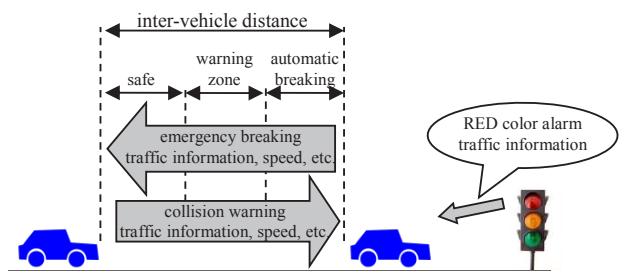 inter-vehicle distance
safe
warning
zone
automatic
breaking
emergency breaking
traffic information, speed, etc.
collision warning
traffic information, speed, etc.
RED color alarm
traffic information